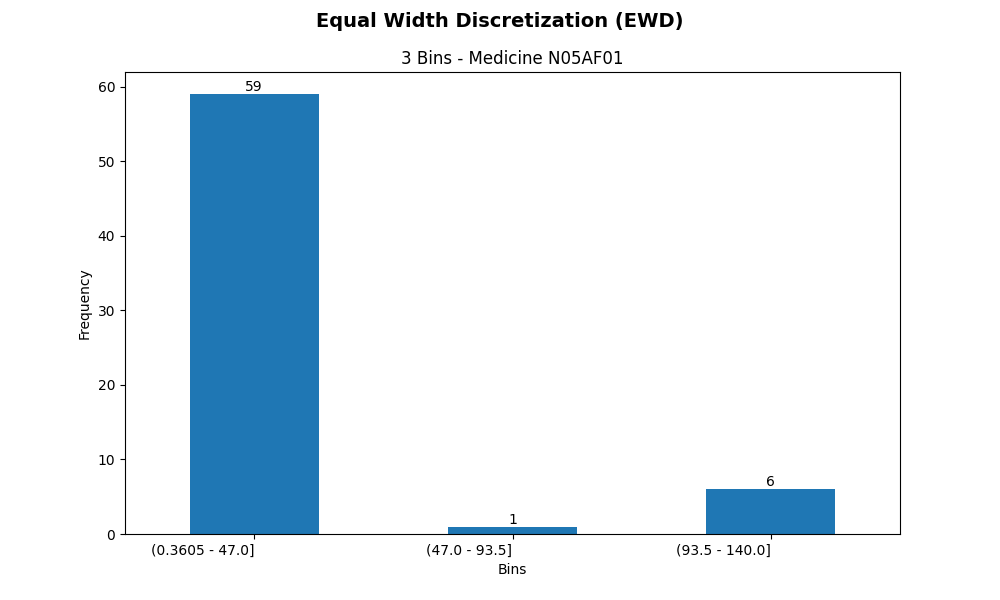 Equal Width Discretization (EWD)
3 Bins - Medicine N05AF01
60
50
40
30
20
10
0
Frequency
59
1
6
(0.3605 - 47.0]
(47.0 - 93.5]
(93.5 - 140.0]
Bins